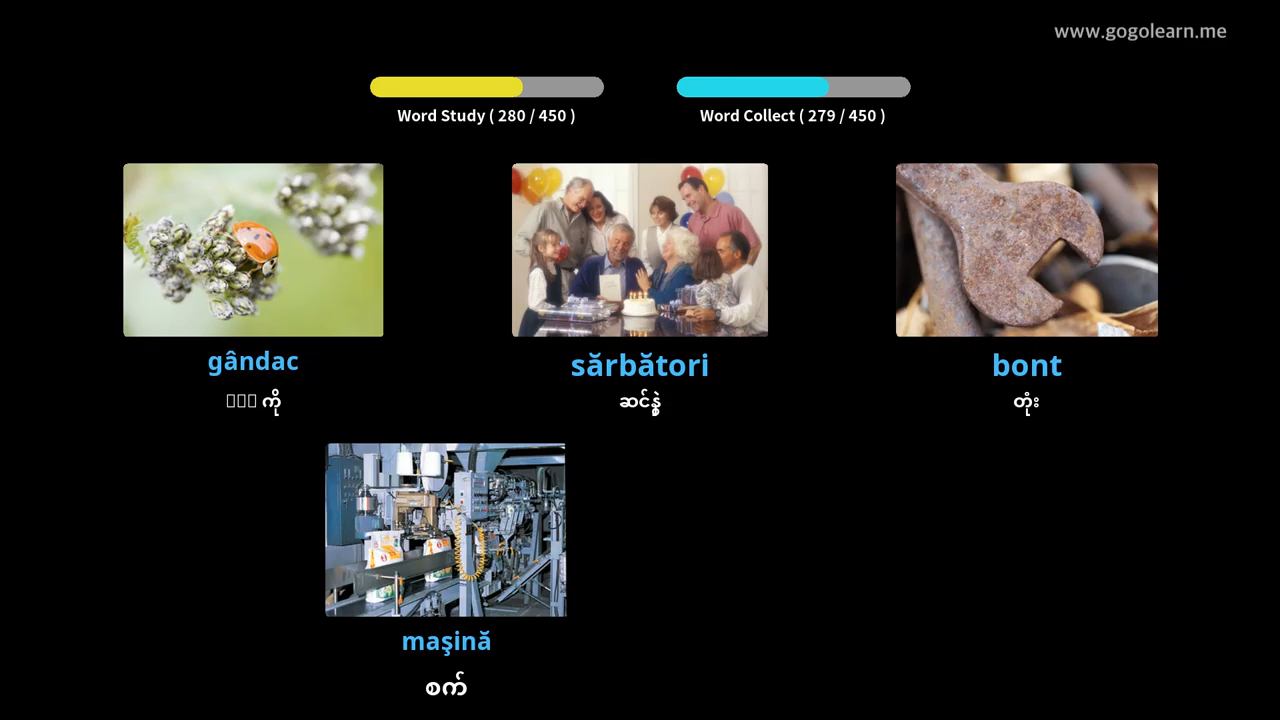 www.gogolearn.me
Word Study ( 280 / 450 )
Word Collect ( 279 / 450 )
gândac
ကို
sărbători
ဆင်နွှဲ
bont
တုံး
maşină
စက်